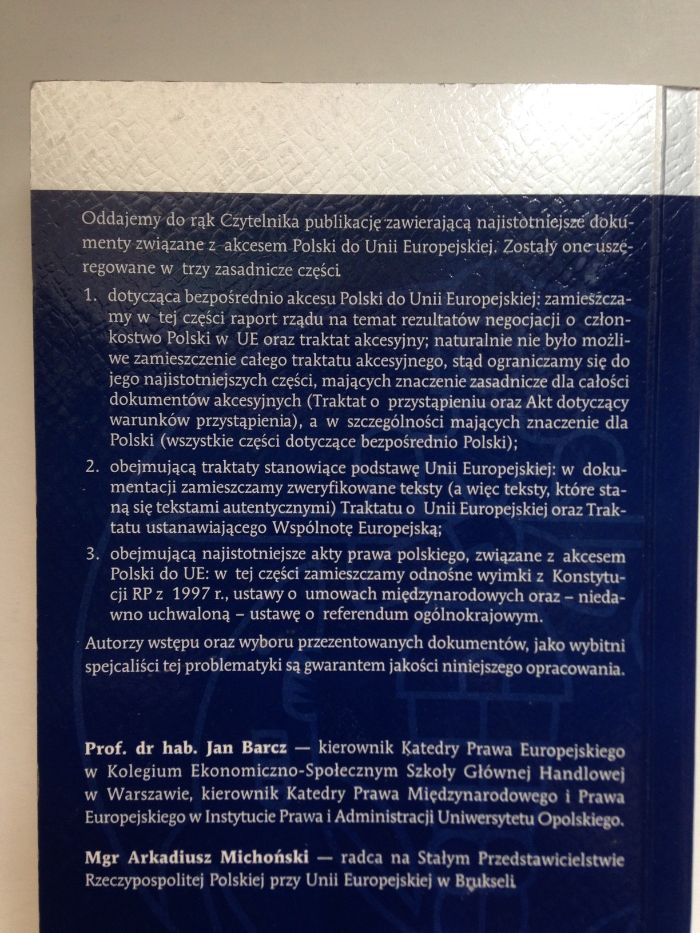 Oddajemy do rąk Czytelnika publikację zawierającą najistotniejsze doku-
menty związane z akcesem Polski do Unii Europejskiej. Zostały one usze-
regowane w trzy zasadnicze części
1. dotycząca bezpośrednio akcesu Polski do Unii Europejskiej: zamieszcza-
my w tej części raport rządu na temat rezultatów negocjacji o człon-
kostwo Polski w UE oraz traktat akcesyjny; naturalnie nie było możli-
we zamieszczenie całego traktatu akcesyjnego, stąd ograniczamy się do
jego najistotniejszych części, mających znaczenie zasadnicze dla całości
dokumentów akcesyjnych (Traktat o przystąpieniu oraz Akt dotyczący
warunków przystąpienia), a w szczególności mających znaczenie dla
Polski (wszystkie części dotyczące bezpośrednio Polski);
2. obejmującą traktaty stanowiące podstawę Unii Europejskiej: w doku-
mentacji zamieszczamy zweryfikowane teksty (a więc teksty, które sta-
ną się tekstami autentycznymi) Traktatu o Unii Europejskiej oraz Trak-
tatu ustanawiającego Wspólnotę Europejską;
3. obejmującą najistotniejsze akty prawa polskiego, związane z akcesem
Polski do UE: w tej części zamieszczamy odnośne wyimki z Konstytu-
cji RP z 1997 r., ustawy o umowach międzynarodowych oraz – nieda-
wno uchwaloną – ustawę o referendum ogólnokrajowym.
Autorzy wstępu oraz wyboru przezentowanych dokumentów, jako wybitni
spejcaliści tej problematyki są gwarantem jakości niniejszego opracowania.
Prof. dr hab. Jan Barcz — kierownik Katedry Prawa Europejskiego
w Kolegium Ekonomiczno-Społecznym Szkoły Głównej Handlowej
w Warszawie, kierownik Katedry Prawa Międzynarodowego i Prawa
Europejskiego w Instytucie Prawa i Administracji Uniwersytetu Opolskiego.
Mgr Arkadiusz Michoński — radca na Stałym Przedstawicielstwie
Rzeczypospolitej Polskiej przy Unii Europejskiej w Brukseli